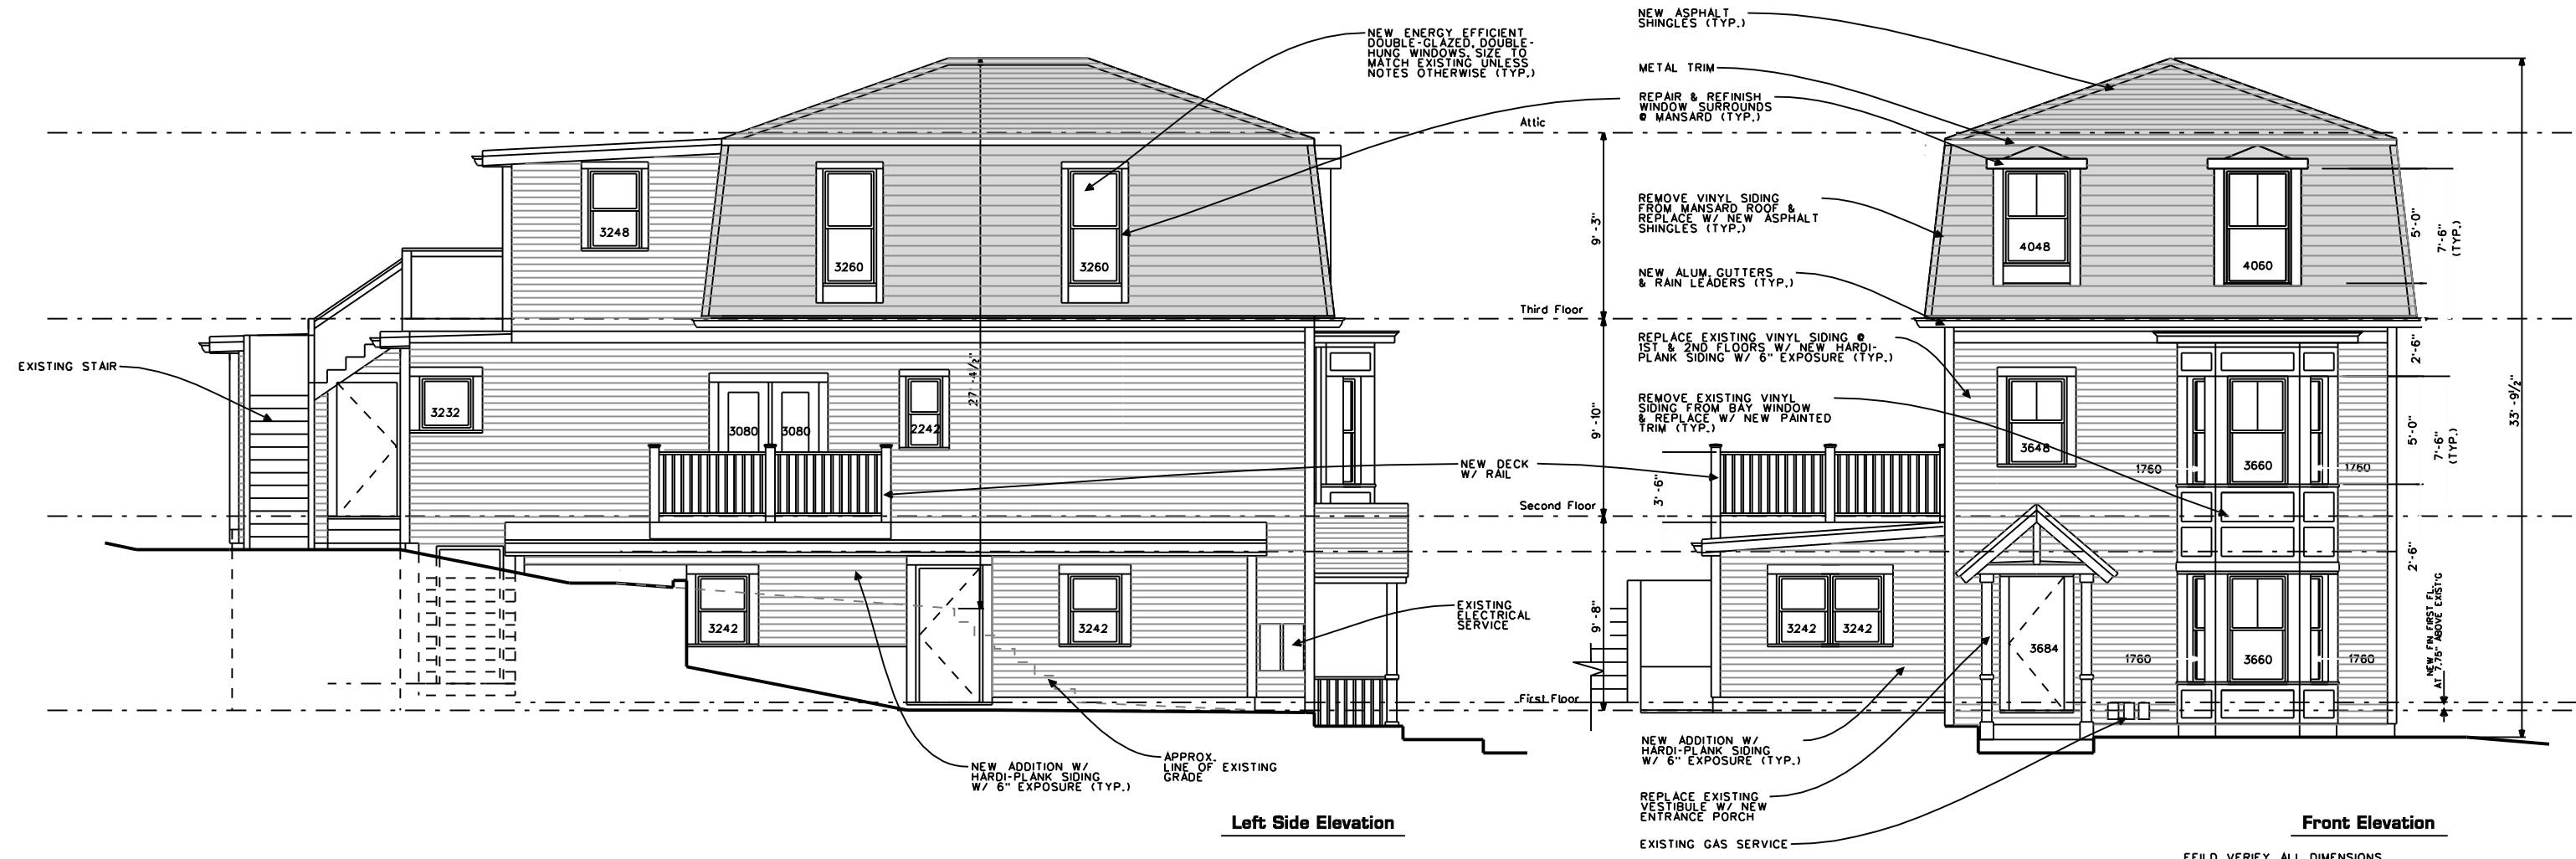 NEW ENERGY EFFICIENT
DOUBLE-GLAZED, DOUBLE-
HUNG WINDOWS, SIZE TO
MATCH EXISTING UNLESS
NOTES OTHERWISE (TYP.)
Attic
3248
3260
3260
9'-3"
Third Floor
EXISTING STAIR
27'-4 1/2"
3232
3080
3080
2242
9'-10"
NEW DECK
W/ RAIL
Second Floor
3242
3242
EXISTING
ELECTRICAL
SERVICE
9'-8"
First Floor
NEW ADDITION W/
HARDI-PLANK SIDING
W/ 6" EXPOSURE (TYP.)
APPROX.
LINE OF EXISTING
GRADE
Left Side Elevation
NEW ASPHALT
SHINGLES (TYP.)
METAL TRIM
REPAIR & REFINISH
WINDOW SURROUNDS
@ MANSARD (TYP.)
REMOVE VINYL SIDING
FROM MANSARD ROOF &
REPLACE W/ NEW ASPHALT
SHINGLES (TYP.)
NEW ALUM. GUTTERS
& RAIN LEADERS (TYP.)
REPLACE EXISTING VINYL SIDING @
1ST & 2ND FLOORS W/ NEW HARDI-
PLANK SIDING W/ 6" EXPOSURE (TYP.)
REMOVE EXISTING VINYL
SIDING FROM BAY WINDOW
& REPLACE W/ NEW PAINTED
TRIM (TYP.)
4048
4060
5'-0"
7'-6"
(TYP.)
2'-6"
33'-9 1/2"
3648
1760
3660
1760
5'-0"
7'-6"
(TYP.)
3'-6"
2'-6"
3242
3242
3684
1760
3660
1760
NEW FIN FIRST FL.
AT 7.75" ABOVE EXIST'G
NEW ADDITION W/
HARDI-PLANK SIDING
W/ 6" EXPOSURE (TYP.)
REPLACE EXISTING
VESTIBULE W/ NEW
ENTRANCE PORCH
EXISTING GAS SERVICE
Front Elevation
FEILD VERIFY ALL DIMENSIONS